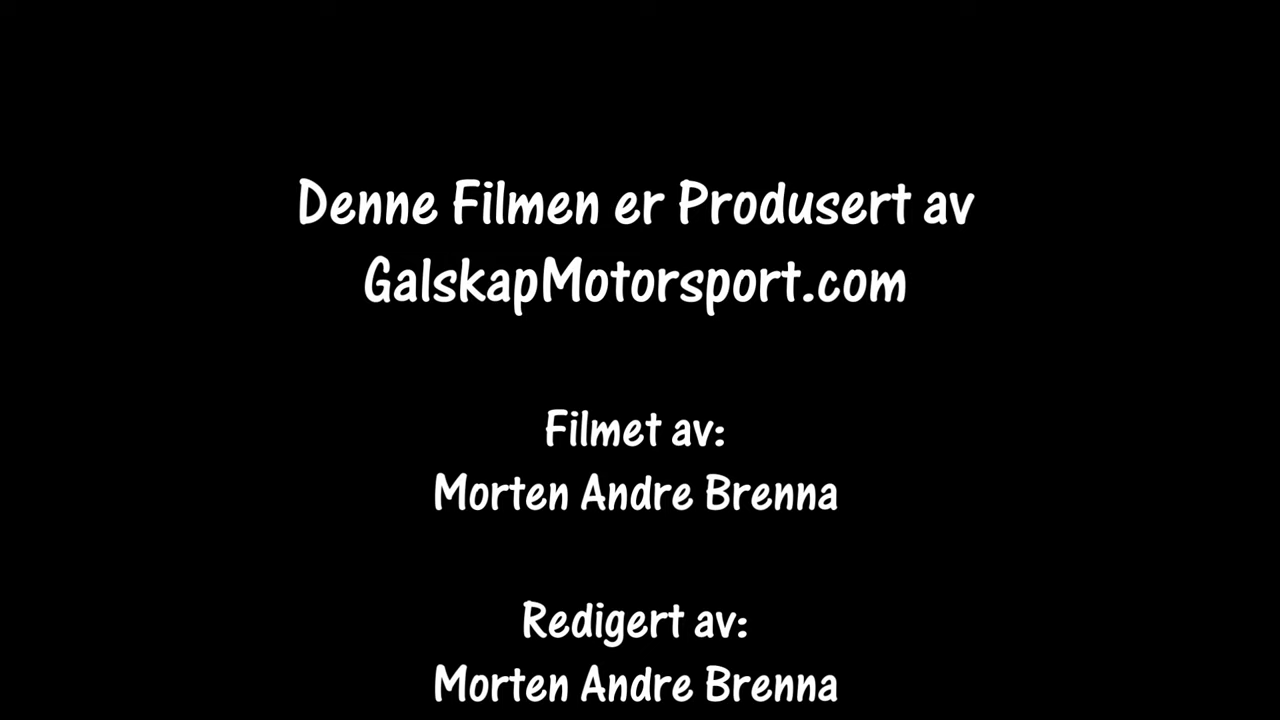 Denne Filmen er Produsert av
GalskapMotorsport.com
Filmet av:
Morten Andre Brenna
Redigert av:
Morten Andre Brenna